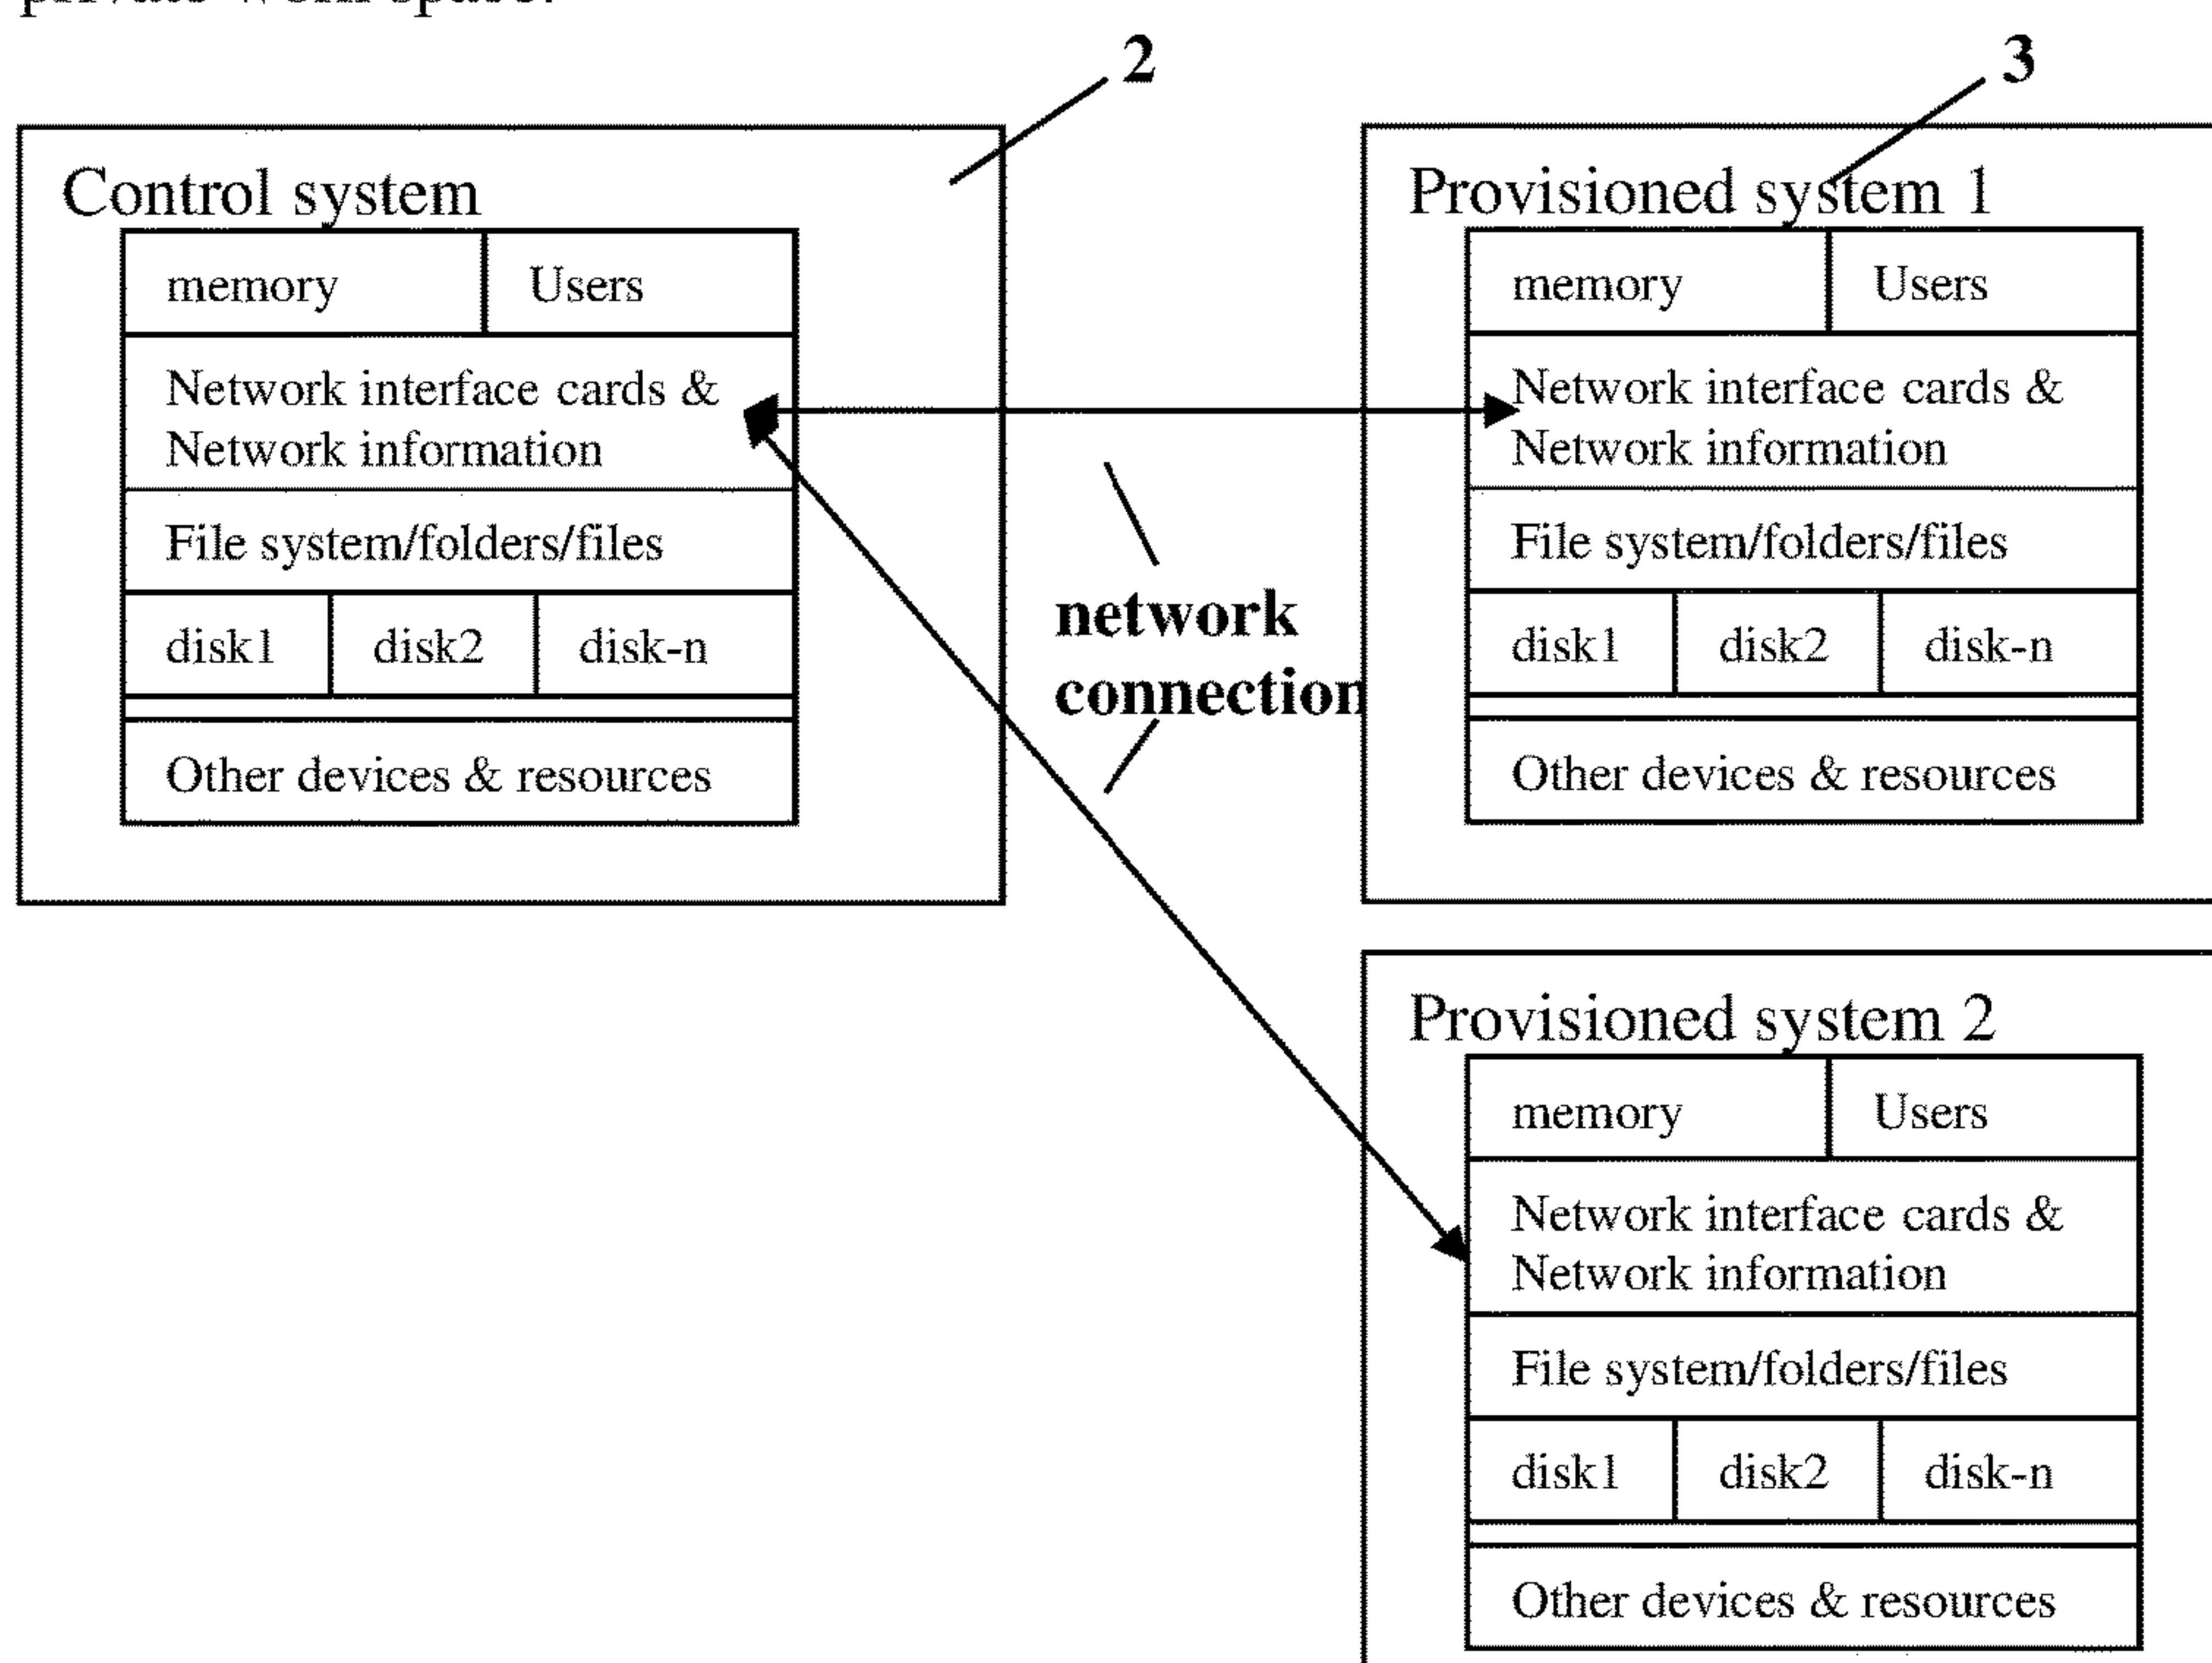 2
3
Control system
memory Users
Network interface cards &
Network information
File system/folders/files
disk1 disk2 disk-n
Other devices & resources
network
connection
Provisioned system 1
memory Users
Network interface cards &
Network information
File system/folders/files
disk1 disk2 disk-n
Other devices & resources
Provisioned system 2
memory Users
Network interface cards &
Network information
File system/folders/files
disk1 disk2 disk-n
Other devices & resources